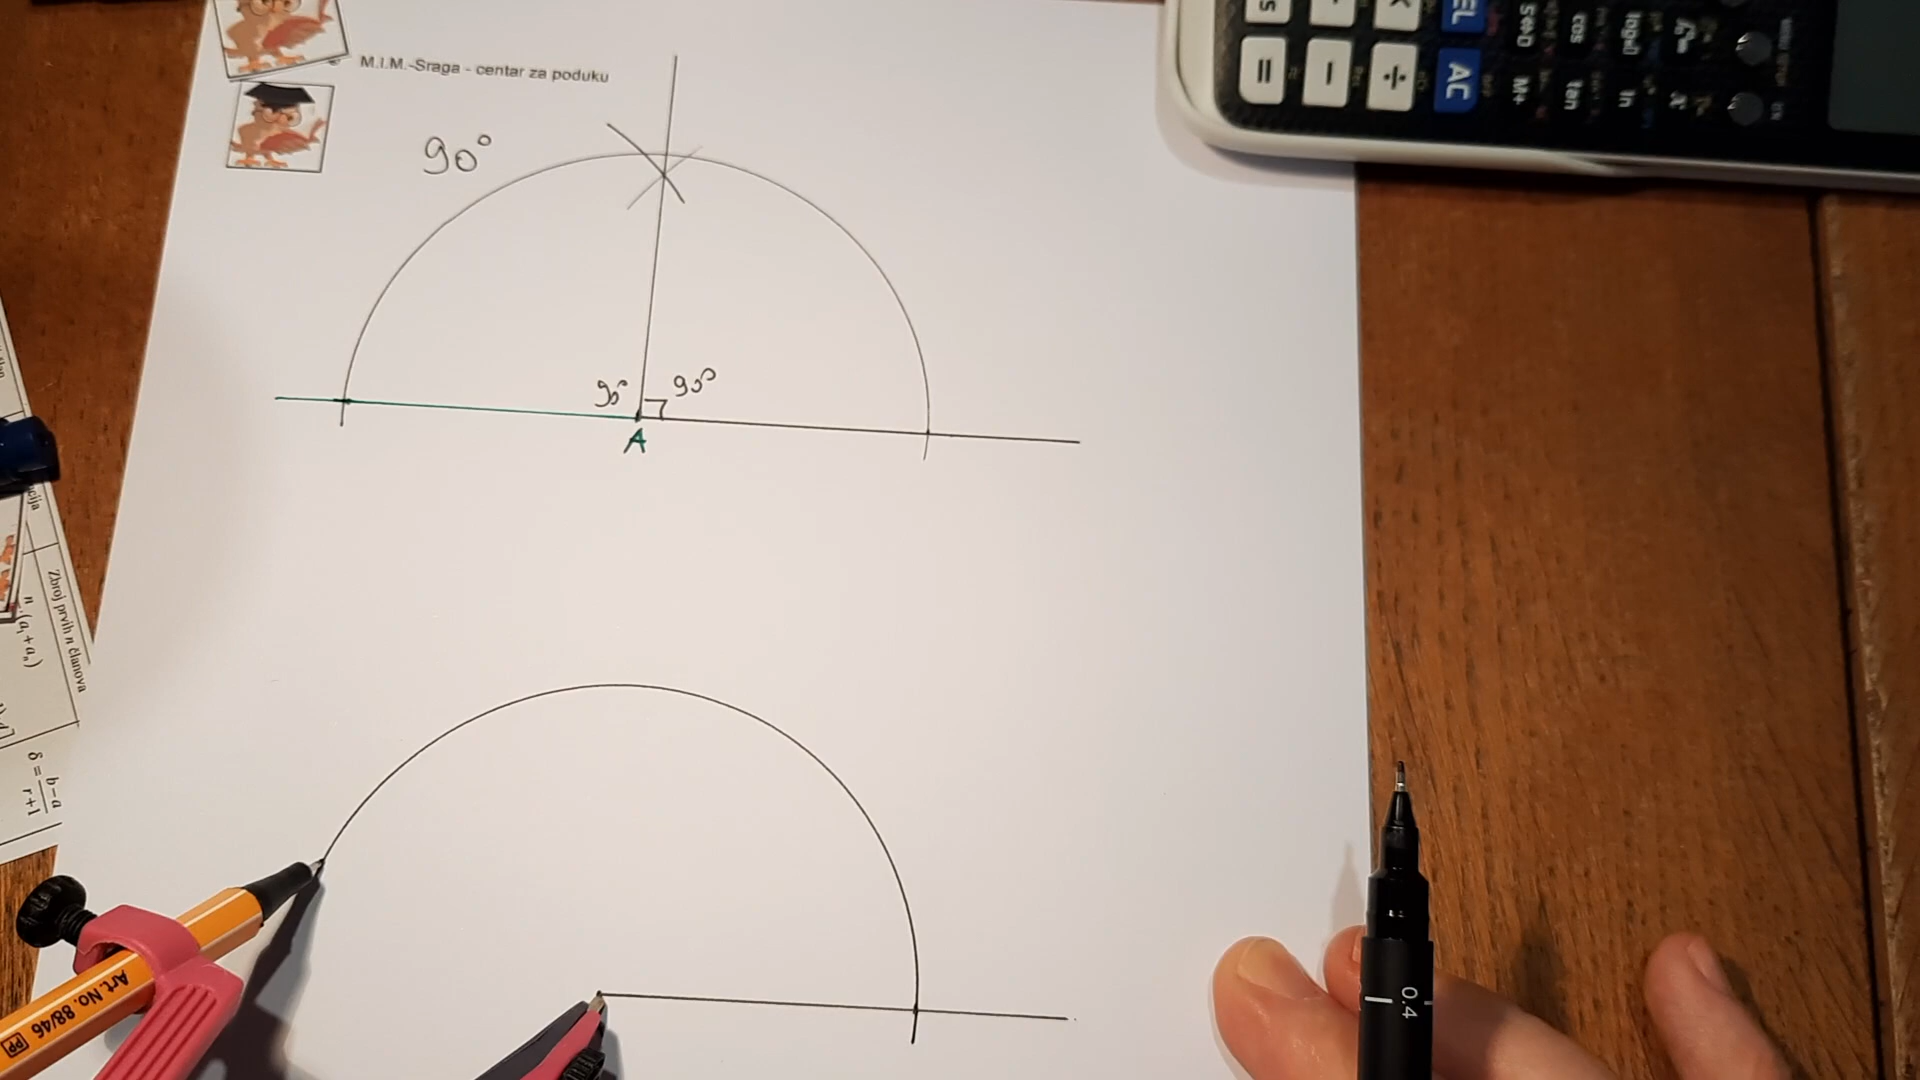 M.I.M.-Sraga - centar za poduku
90°
90° 90°
A
Zbroj prvih n članova
n (a₁ + aₙ)
δ = b-a / r+1
Art. No. 88/46
PP
0.4
= − ÷ AC
S⇔D cos
M+ tan ln